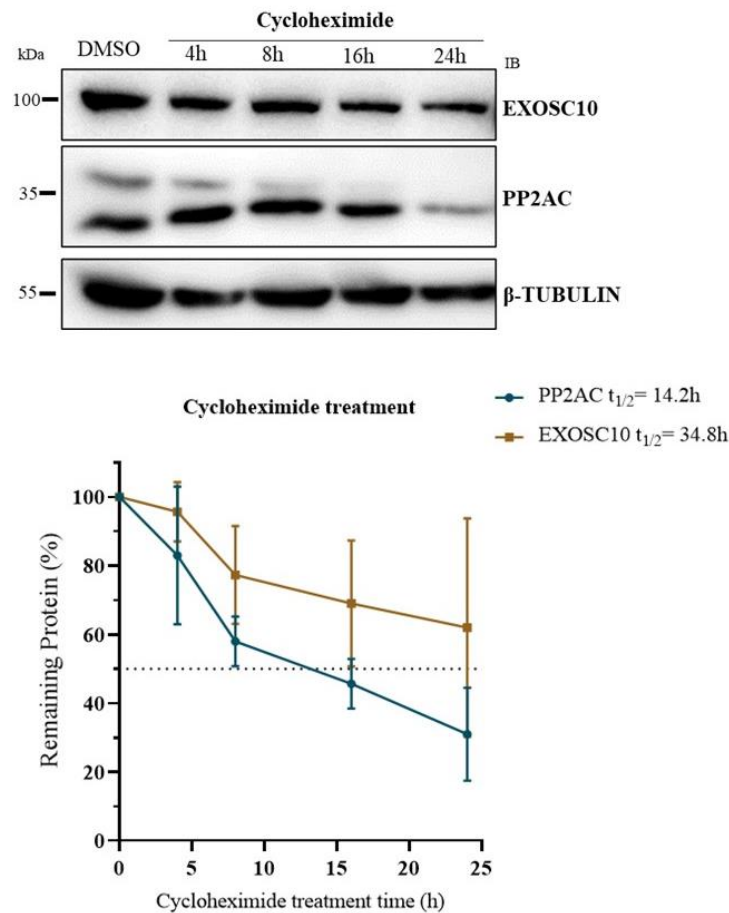 Cycloheximide
kDa DMSO 4h 8h 16h 24h IB
100 EXOSC10
35 PP2AC
55 β-TUBULIN
Cycloheximide treatment
PP2AC t1/2= 14.2h
EXOSC10 t1/2= 34.8h
Remaining Protein (%)
100
80
60
40
20
0
0 5 10 15 20 25
Cycloheximide treatment time (h)